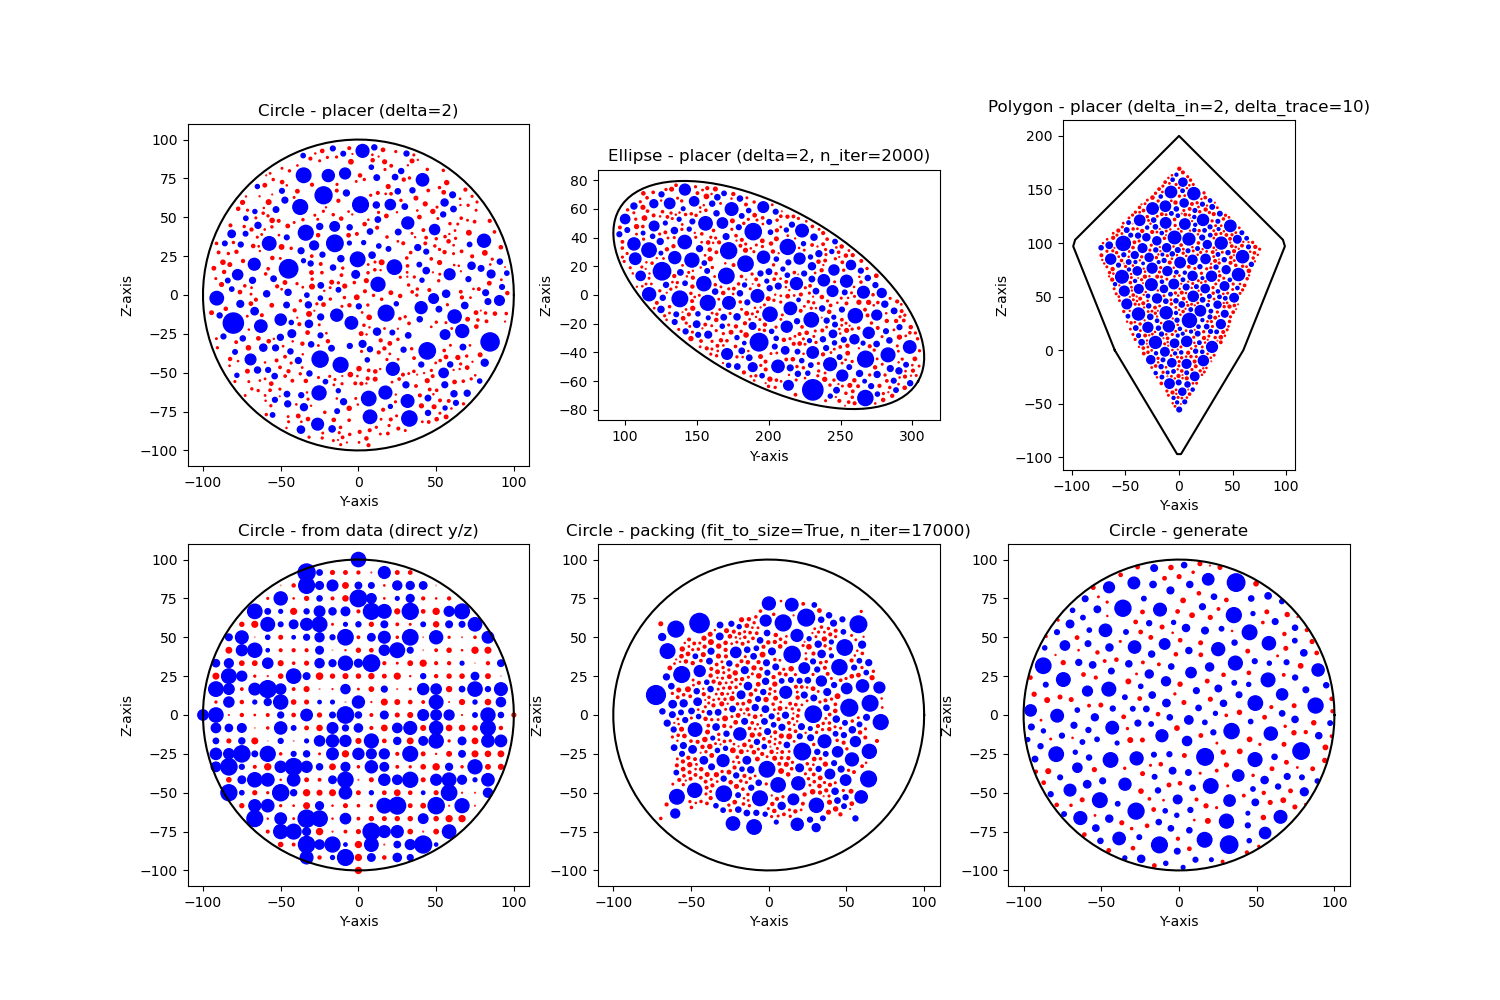 Circle - placer (delta=2)
100
75
50
25
0
−25
−50
−75
−100
Z-axis
−100 −50 0 50 100
Y-axis
Ellipse - placer (delta=2, n_iter=2000)
80
60
40
20
0
−20
−40
−60
−80
Z-axis
100 150 200 250 300
Y-axis
Polygon - placer (delta_in=2, delta_trace=10)
200
150
100
50
0
−50
−100
Z-axis
−100 −50 0 50 100
Y-axis
Circle - from data (direct y/z)
100
75
50
25
0
−25
−50
−75
−100
Z-axis
−100 −50 0 50 100
Y-axis
Circle - packing (fit_to_size=True, n_iter=17000)
100
75
50
25
0
−25
−50
−75
−100
Z-axis
−100 −50 0 50 100
Y-axis
Circle - generate
100
75
50
25
0
−25
−50
−75
−100
Z-axis
−100 −50 0 50 100
Y-axis